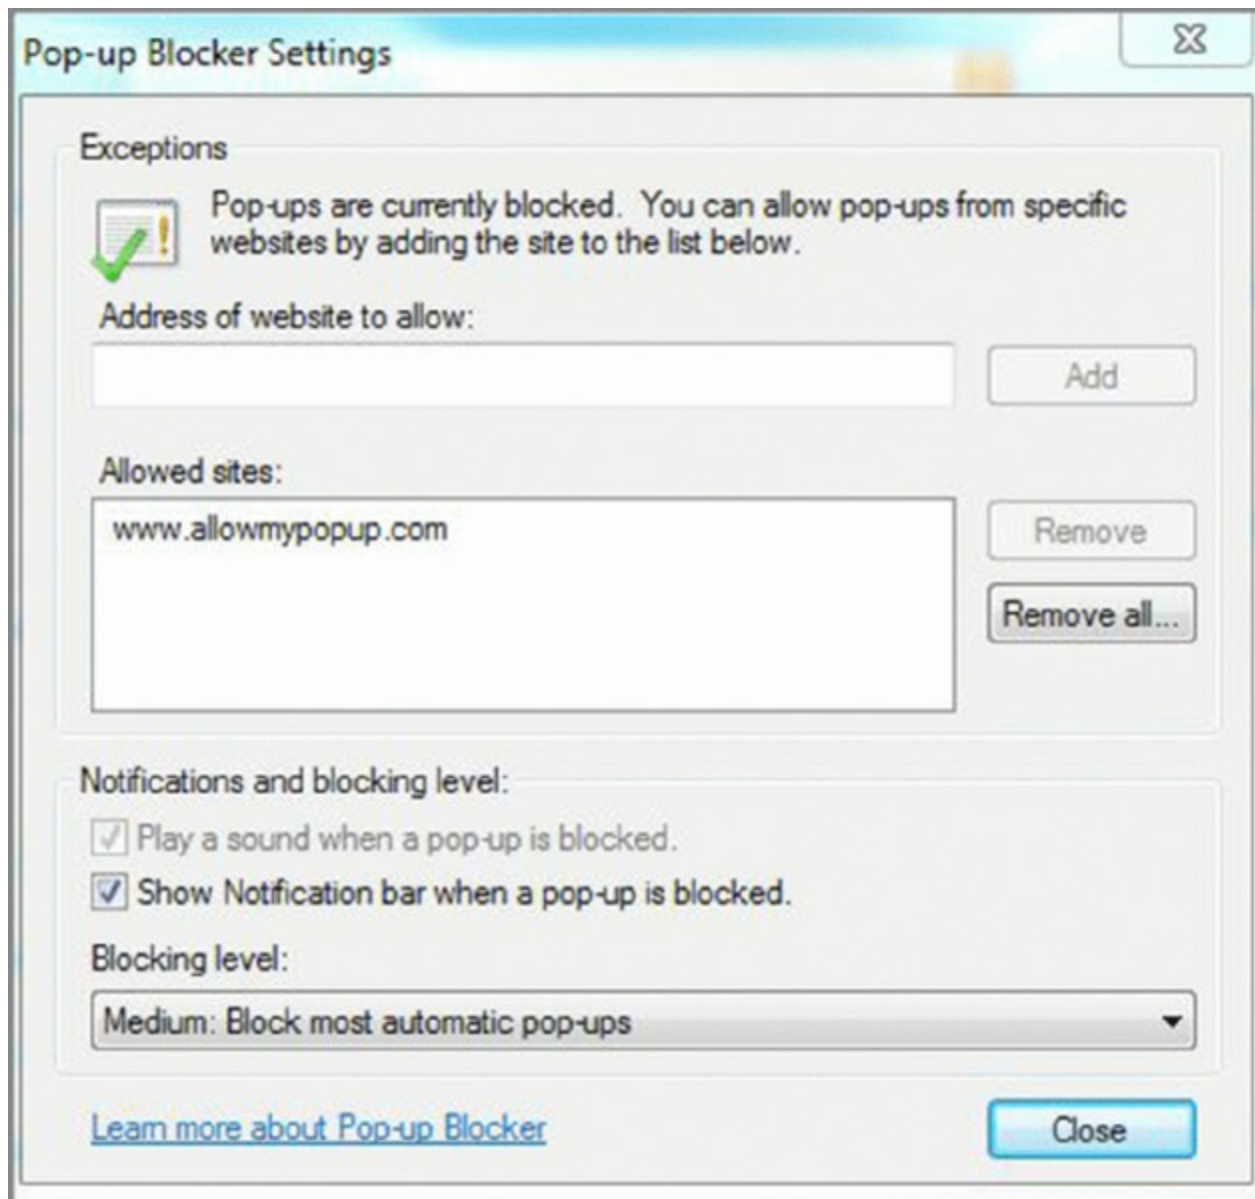 Pop-up Blocker Settings
Exceptions
Pop-ups are currently blocked. You can allow pop-ups from specific
websites by adding the site to the list below.
Address of website to allow:
Add
Allowed sites:
www.allowmypopup.com
Remove
Remove all...
Notifications and blocking level:
Play a sound when a pop-up is blocked.
Show Notification bar when a pop-up is blocked.
Blocking level:
Medium: Block most automatic pop-ups
Learn more about Pop-up Blocker
Close